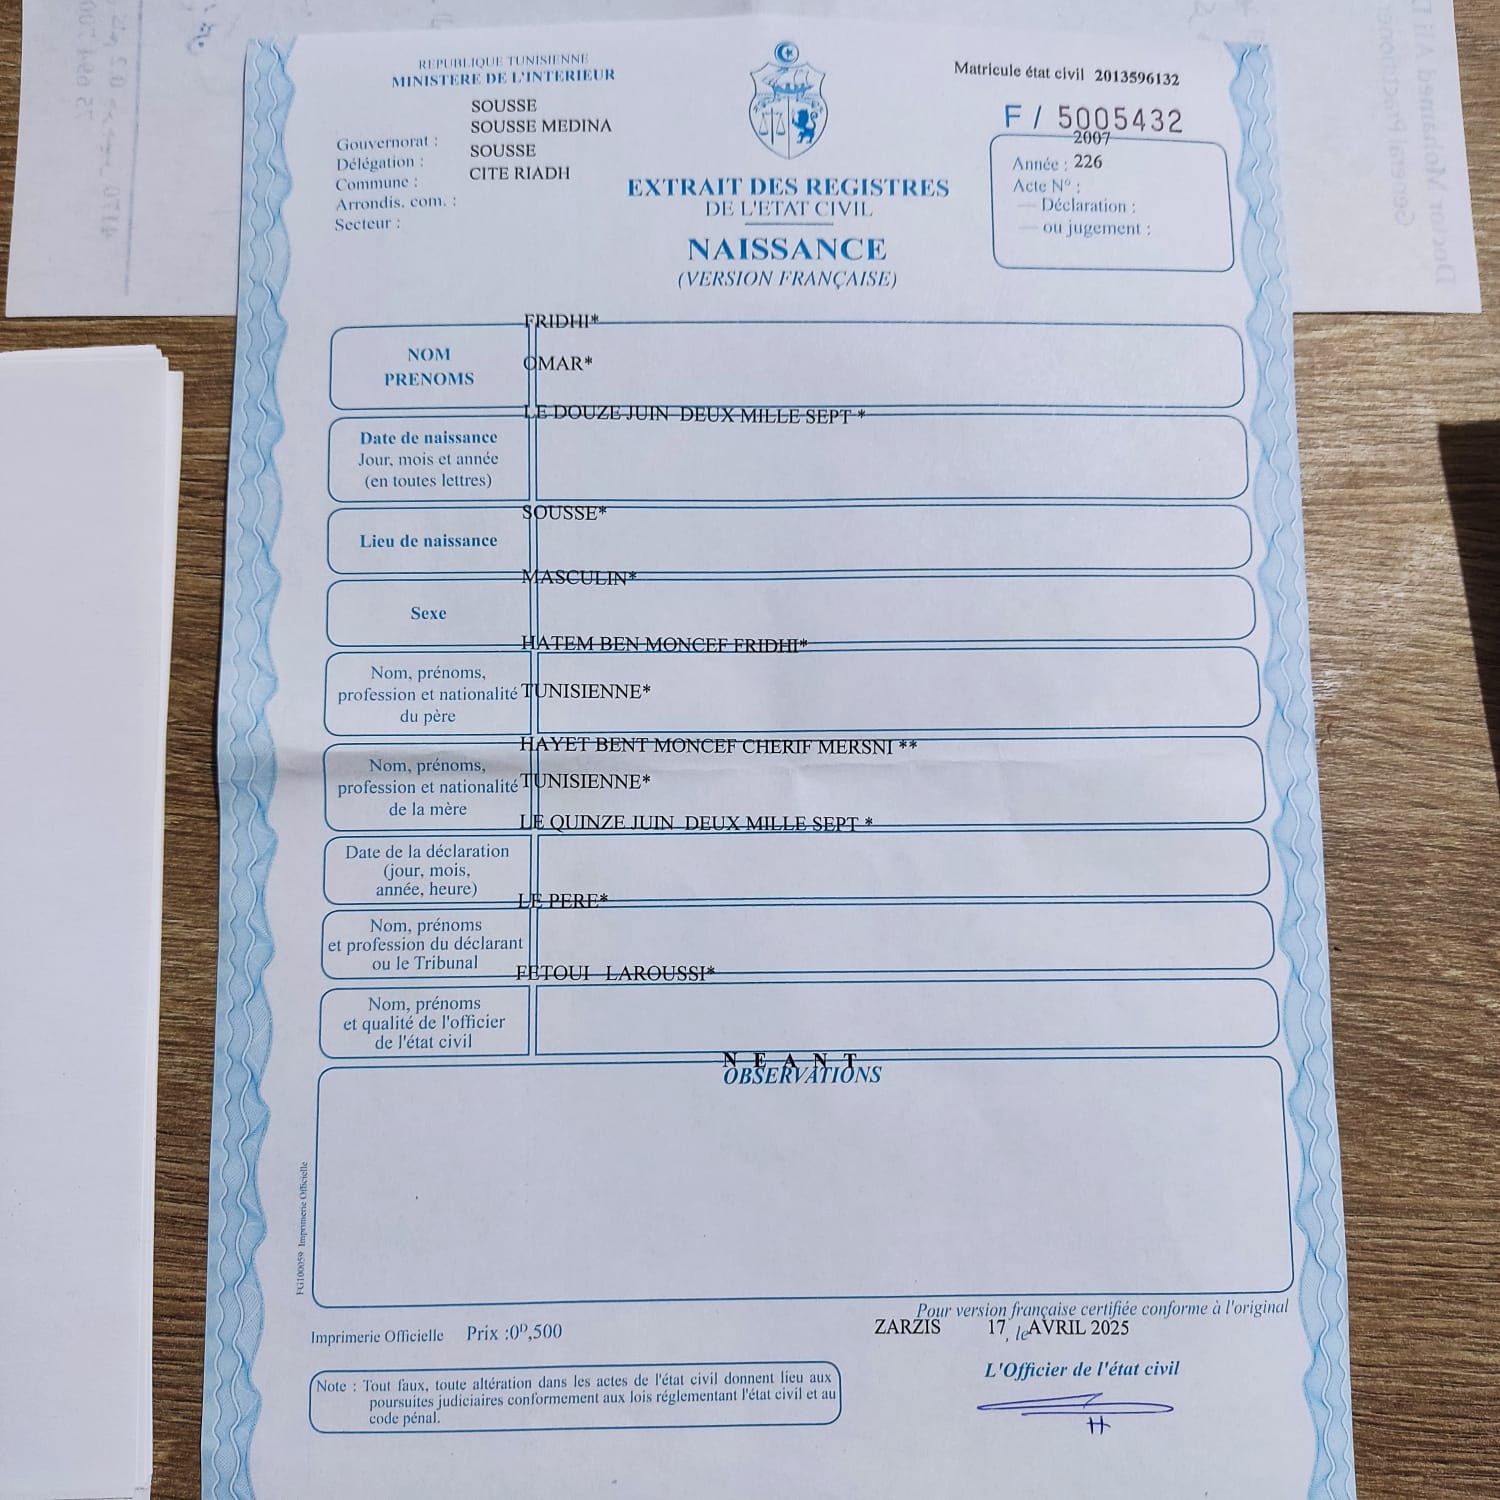 REPUBLIQUE TUNISIENNE
MINISTERE DE L'INTERIEUR
SOUSSE
SOUSSE MEDINA
SOUSSE
CITE RIADH
Gouvernorat :
Délégation :
Commune :
Arrondis. com. :
Secteur :
Matricule état civil 2013596132
F / 5005432
2007
Année : 226
Acte N° :
— Déclaration :
— ou jugement :
EXTRAIT DES REGISTRES
DE L'ETAT CIVIL
NAISSANCE
(VERSION FRANÇAISE)
FRIDHI*
NOM
OMAR*
PRENOMS
LE DOUZE JUIN DEUX MILLE SEPT *
Date de naissance
Jour, mois et année
(en toutes lettres)
SOUSSE*
Lieu de naissance
MASCULIN*
Sexe
HATEM BEN MONCEF FRIDHI*
Nom, prénoms,
profession et nationalité TUNISIENNE*
du père
HAYET BENT MONCEF CHERIF MERSNI **
Nom, prénoms,
profession et nationalité TUNISIENNE*
de la mère
LE QUINZE JUIN DEUX MILLE SEPT *
Date de la déclaration
(jour, mois,
année, heure)
LE PERE*
Nom, prénoms
et profession du déclarant
ou le Tribunal
FETOUI LAROUSSI*
Nom, prénoms
et qualité de l'officier
de l'état civil
N E A N T
OBSERVATIONS
FG100059 Imprimerie Officielle
Pour version française certifiée conforme à l'original
ZARZIS 17, le AVRIL 2025
Imprimerie Officielle Prix :0ᴰ,500
L'Officier de l'état civil
Note : Tout faux, toute altération dans les actes de l'état civil donnent lieu aux
poursuites judiciaires conformement aux lois réglementant l'état civil et au
code pénal.